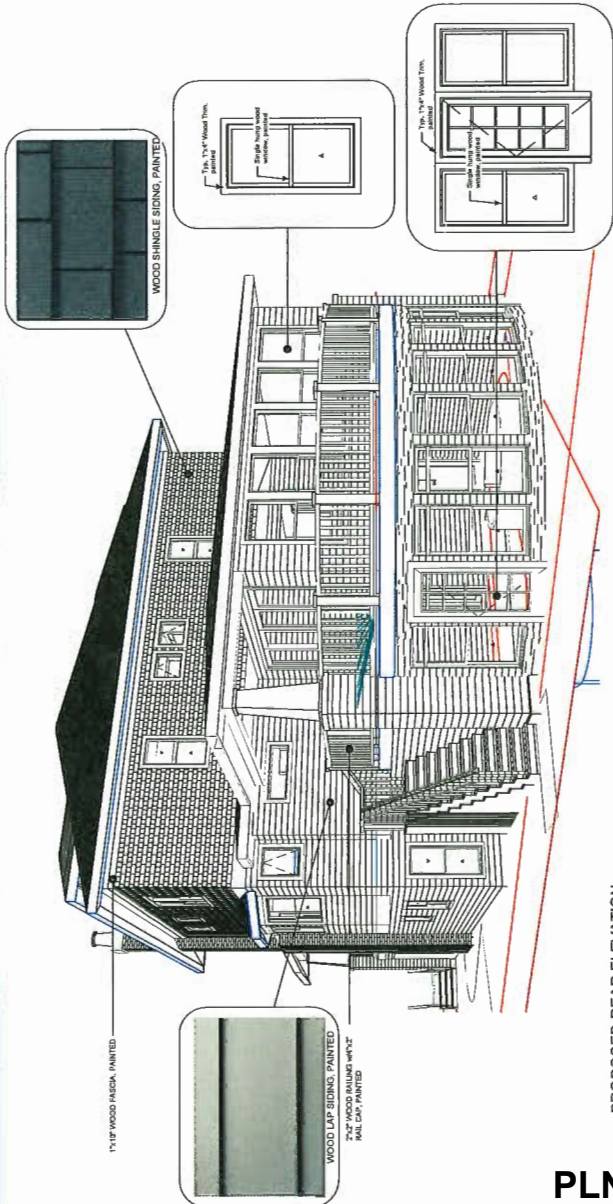 WOOD SHINGLE SIDING, PAINTED
Typ. 1"x4" Wood Trim,
painted
Single hung wood
window, painted
Typ. 1"x4" Wood Trim,
painted
Single hung wood
window, painted
1"x12" WOOD FASCIA, PAINTED
WOOD LAP SIDING, PAINTED
2"x2" WOOD RAILING w/4"x2"
RAIL CAP, PAINTED
PROPOSED REAR ELEVATION
PLN